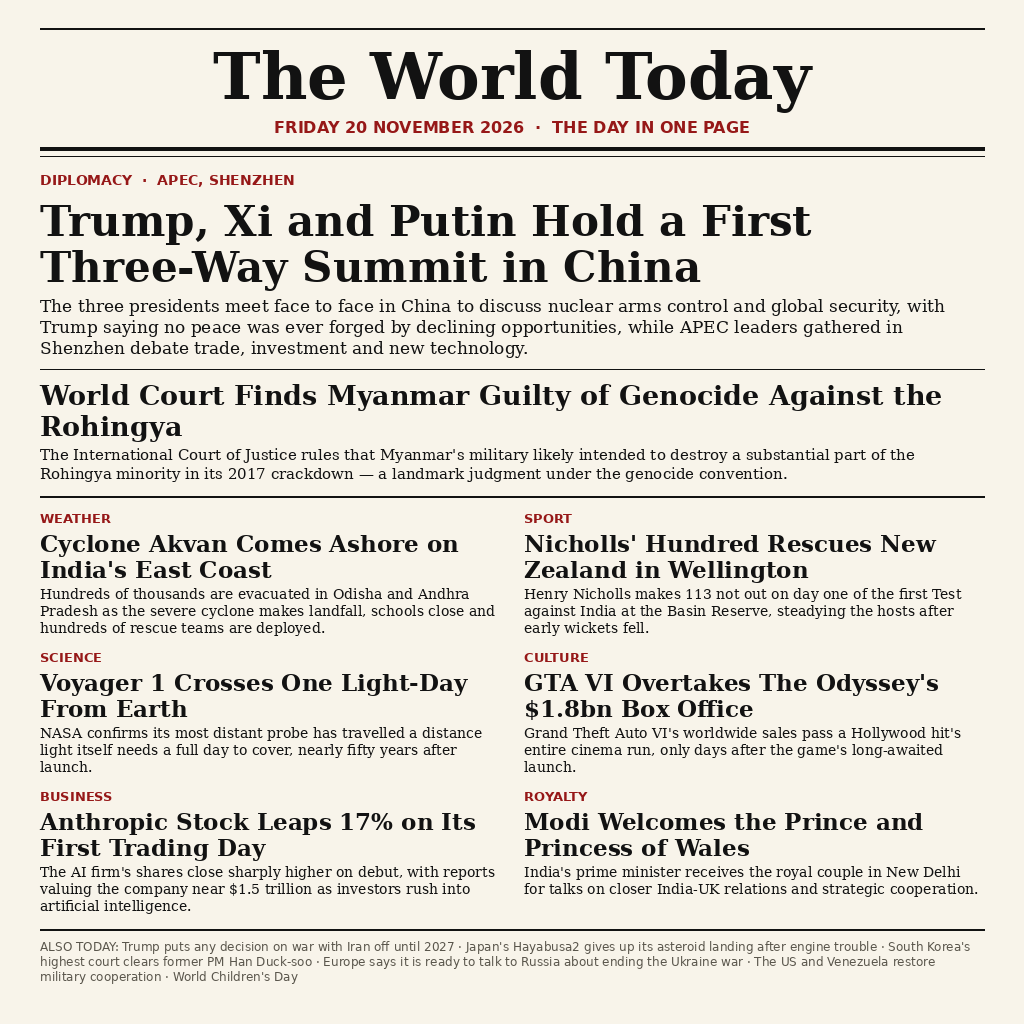 The World Today
FRIDAY 20 NOVEMBER 2026 · THE DAY IN ONE PAGE
DIPLOMACY · APEC, SHENZHEN
Trump, Xi and Putin Hold a First
Three-Way Summit in China
The three presidents meet face to face in China to discuss nuclear arms control and global security, with
Trump saying no peace was ever forged by declining opportunities, while APEC leaders gathered in
Shenzhen debate trade, investment and new technology.
World Court Finds Myanmar Guilty of Genocide Against the
Rohingya
The International Court of Justice rules that Myanmar's military likely intended to destroy a substantial part of the
Rohingya minority in its 2017 crackdown — a landmark judgment under the genocide convention.
WEATHER
Cyclone Akvan Comes Ashore on
India's East Coast
Hundreds of thousands are evacuated in Odisha and Andhra
Pradesh as the severe cyclone makes landfall, schools close and
hundreds of rescue teams are deployed.
SPORT
Nicholls' Hundred Rescues New
Zealand in Wellington
Henry Nicholls makes 113 not out on day one of the first Test
against India at the Basin Reserve, steadying the hosts after
early wickets fell.
SCIENCE
Voyager 1 Crosses One Light-Day
From Earth
NASA confirms its most distant probe has travelled a distance
light itself needs a full day to cover, nearly fifty years after
launch.
CULTURE
GTA VI Overtakes The Odyssey's
$1.8bn Box Office
Grand Theft Auto VI's worldwide sales pass a Hollywood hit's
entire cinema run, only days after the game's long-awaited
launch.
BUSINESS
Anthropic Stock Leaps 17% on Its
First Trading Day
The AI firm's shares close sharply higher on debut, with reports
valuing the company near $1.5 trillion as investors rush into
artificial intelligence.
ROYALTY
Modi Welcomes the Prince and
Princess of Wales
India's prime minister receives the royal couple in New Delhi
for talks on closer India-UK relations and strategic cooperation.
ALSO TODAY: Trump puts any decision on war with Iran off until 2027 · Japan's Hayabusa2 gives up its asteroid landing after engine trouble · South Korea's
highest court clears former PM Han Duck-soo · Europe says it is ready to talk to Russia about ending the Ukraine war · The US and Venezuela restore
military cooperation · World Children's Day